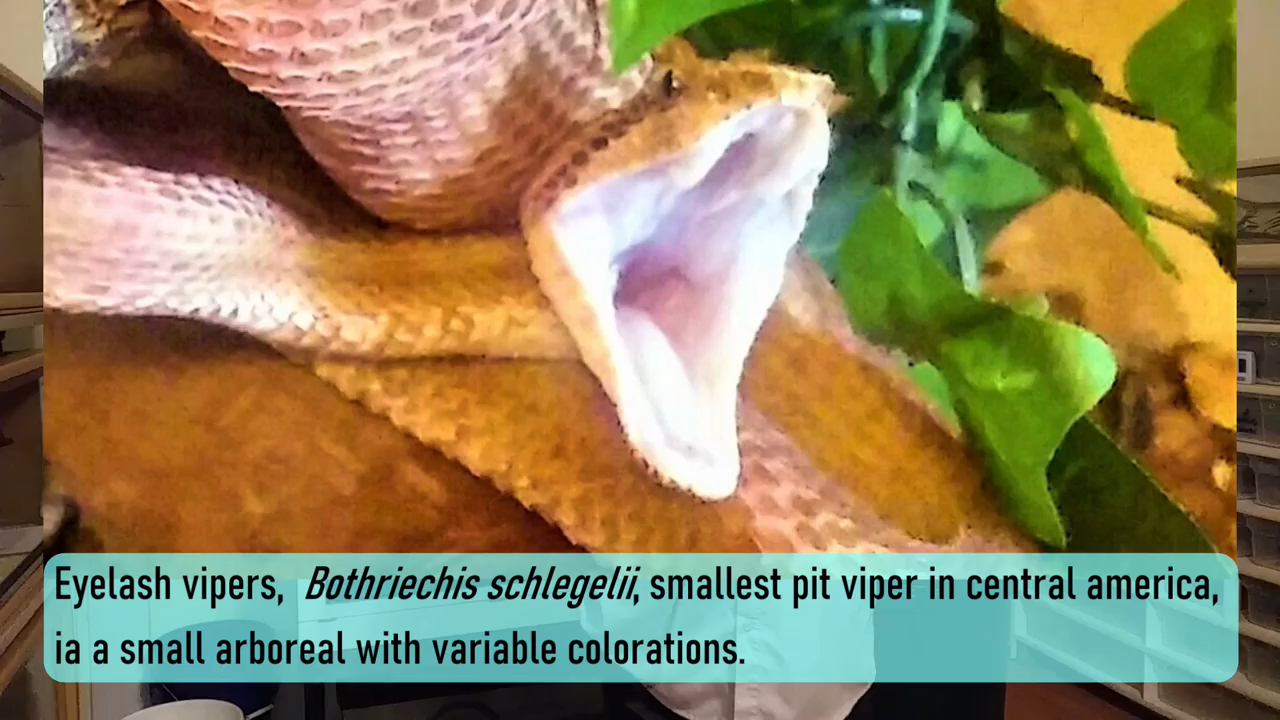 Eyelash vipers, Bothriechis schlegelii, smallest pit viper in central america,
ia a small arboreal with variable colorations.